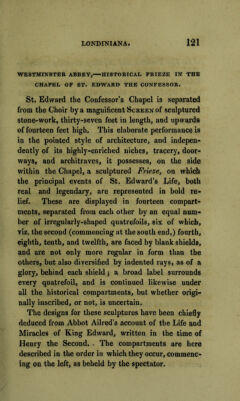 LONDINIANA. 121
WESTMINSTER ABBEY,—HISTORICAL FRIEZE IN THE
CHAPEL OF ST. EDWARD THE CONFESSOR.
St. Edward the Confessor's Chapel is separated
from the Choir by a magnificent SCREEN of sculptured
stone-work, thirty-seven feet in length, and upwards
of fourteen feet high. This elaborate performance is
in the pointed style of architecture, and indepen-
dently of its highly-enriched niches, tracery, door-
ways, and architraves, it possesses, on the side
within the Chapel, a sculptured Frieze, on which
the principal events of St. Edward's Life, both
real and legendary, are represented in bold re-
lief. These are displayed in fourteen compart-
ments, separated from each other by an equal num-
ber of irregularly-shaped quatrefoils, six of which,
viz. the second (commencing at the south end,) fourth,
eighth, tenth, and twelfth, are faced by blank shields,
and are not only more regular in form than the
others, but also diversified by indented rays, as of a
glory, behind each shield; a broad label surrounds
every quatrefoil, and is continued likewise under
all the historical compartments, but whether origi-
nally inscribed, or not, is uncertain.
The designs for these sculptures have been chiefly
deduced from Abbot Ailred's account of the Life and
Miracles of King Edward, written in the time of
Henry the Second. The compartments are here
described in the order in which they occur, commenc-
ing on the left, as beheld by the spectator.